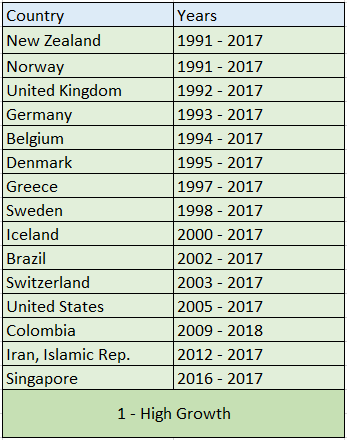 Country Years
New Zealand 1991 - 2017
Norway 1991 - 2017
United Kingdom 1992 - 2017
Germany 1993 - 2017
Belgium 1994 - 2017
Denmark 1995 - 2017
Greece 1997 - 2017
Sweden 1998 - 2017
Iceland 2000 - 2017
Brazil 2002 - 2017
Switzerland 2003 - 2017
United States 2005 - 2017
Colombia 2009 - 2018
Iran, Islamic Rep. 2012 - 2017
Singapore 2016 - 2017
1 - High Growth